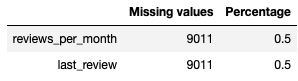 Missing values Percentage
reviews_per_month 9011 0.5
last_review 9011 0.5